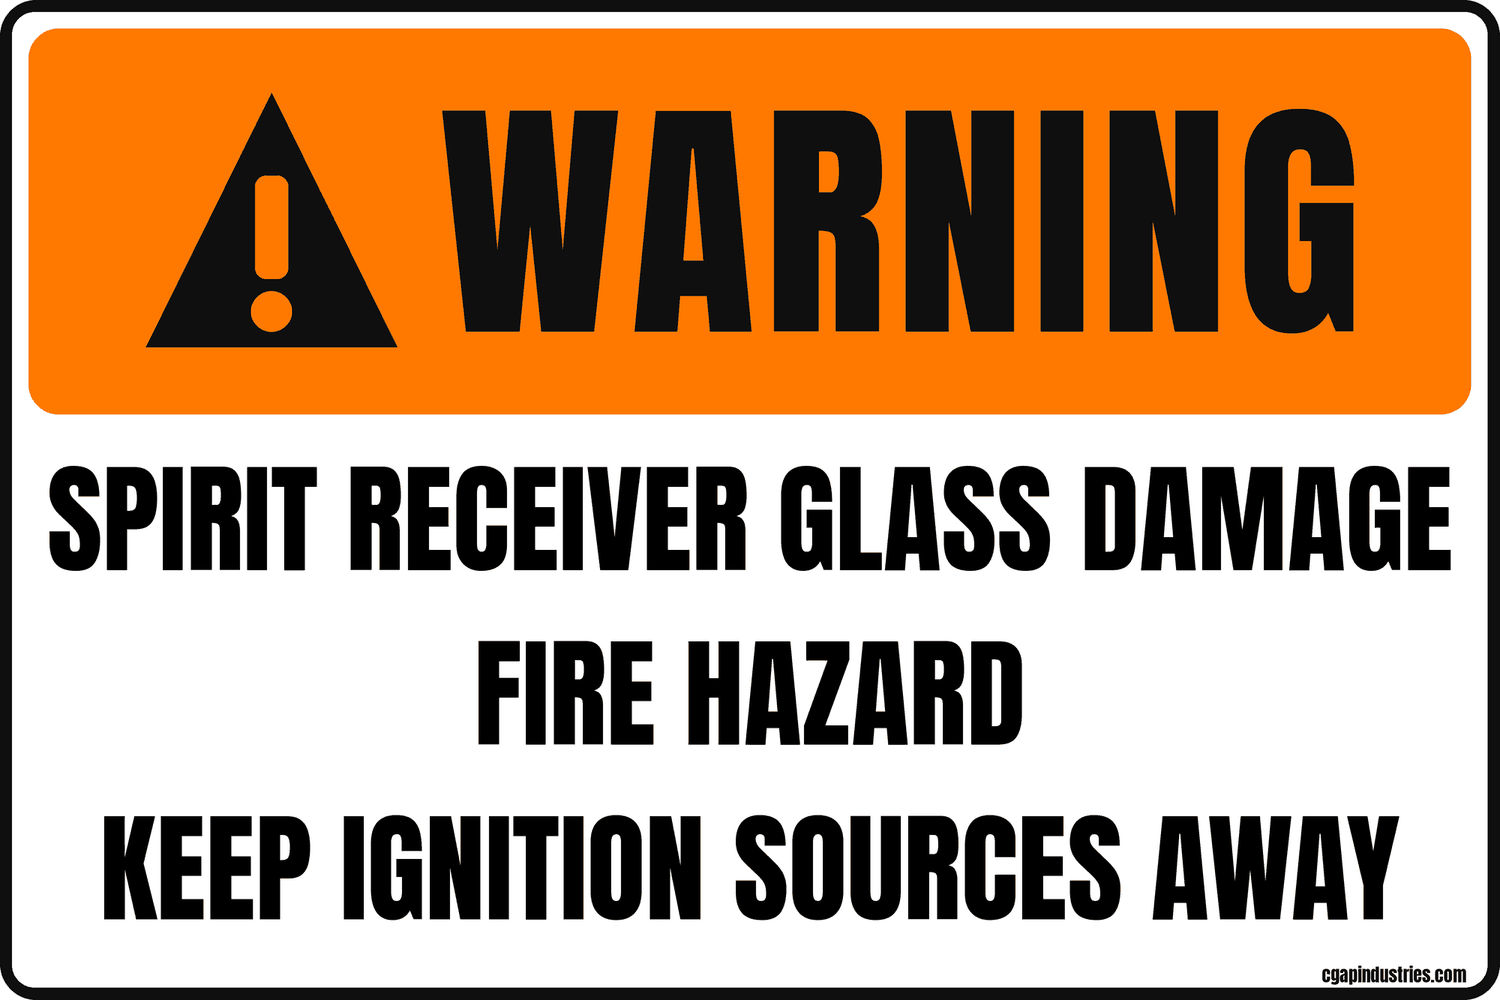 WARNING
SPIRIT RECEIVER GLASS DAMAGE
FIRE HAZARD
KEEP IGNITION SOURCES AWAY
cgapindustries.com